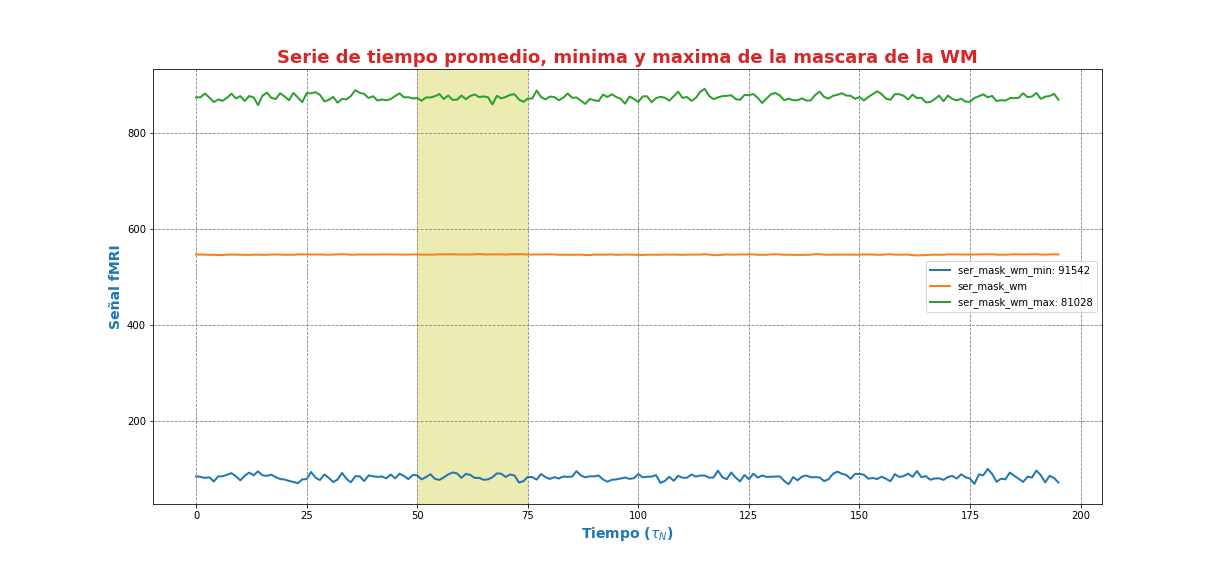 Serie de tiempo promedio, minima y maxima de la mascara de la WM
Señal fMRI
800
600
400
200
ser_mask_wm_min: 91542
ser_mask_wm
ser_mask_wm_max: 81028
0 25 50 75 100 125 150 175 200
Tiempo (τ_N)